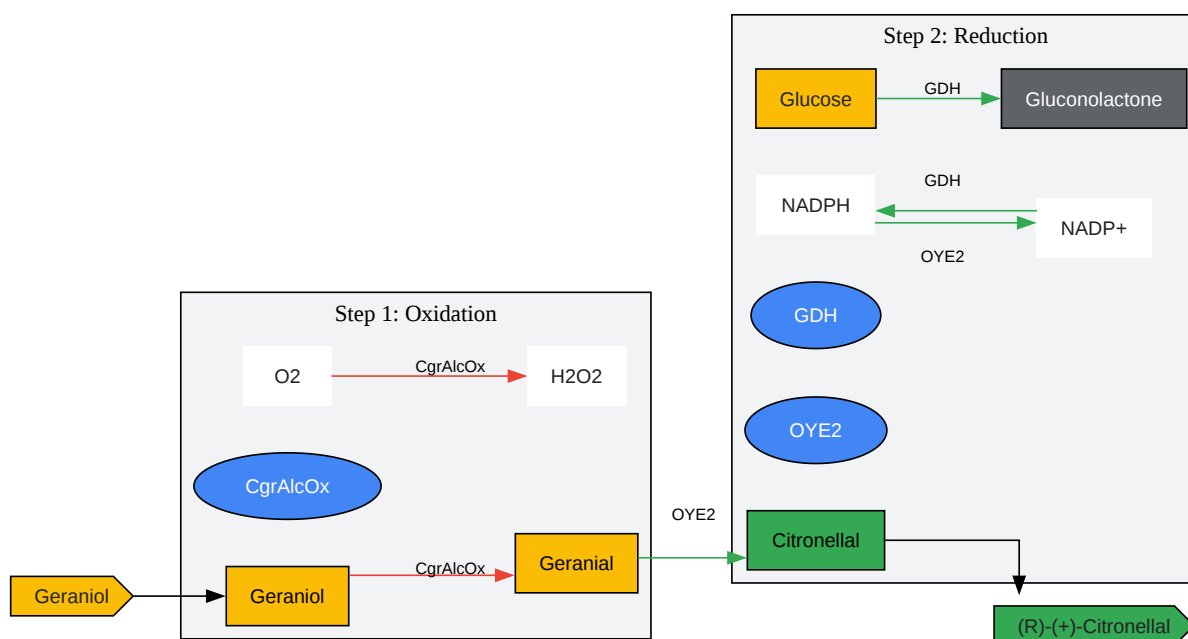 Step 2: Reduction
Glucose
GDH
Gluconolactone
NADPH
GDH
NADP+
OYE2
GDH
OYE2
Step 1: Oxidation
O2
CgrAlcOx
H2O2
CgrAlcOx
Geraniol
Geraniol
CgrAlcOx
Geranial
OYE2
Citronellal
(R)-(+)-Citronellal